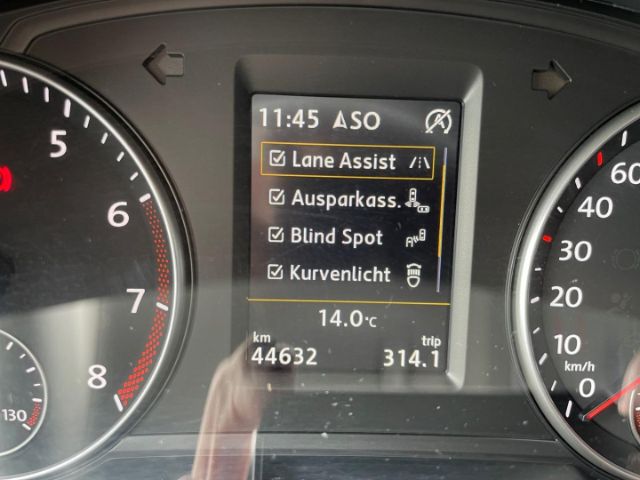 11:45 SO
Lane Assist
Ausparkass.
Blind Spot
Kurvenlicht
14.0°C
km
44632
trip
314.1
5
6
7
8
130
60
40
30
20
10
km/h
0